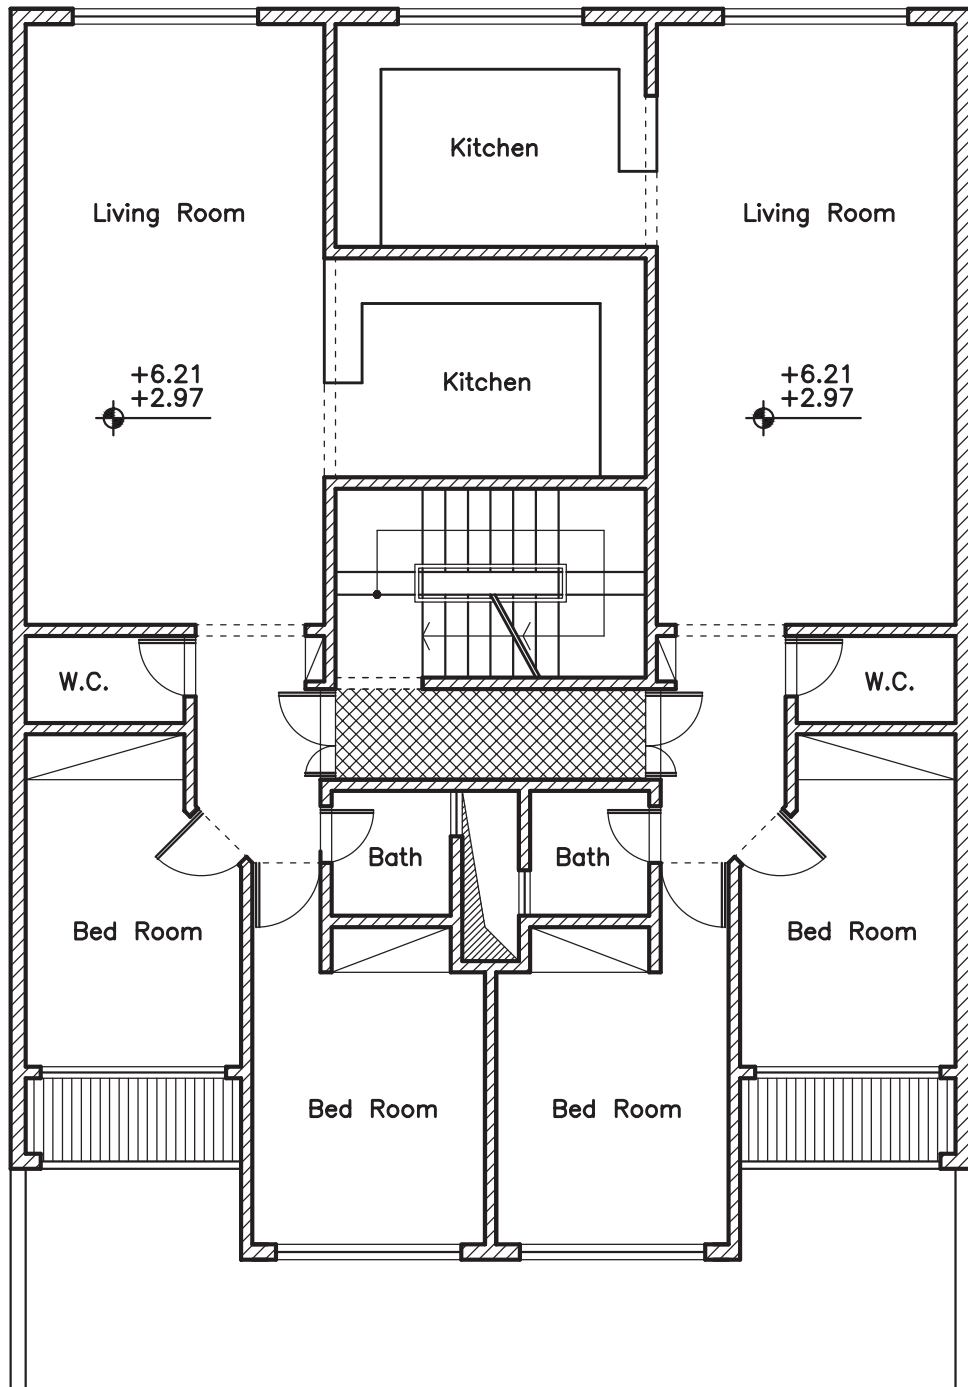 Kitchen
Living Room
Living Room
+6.21
+2.97
Kitchen
+6.21
+2.97
W.C.
W.C.
Bath
Bath
Bed Room
Bed Room
Bed Room
Bed Room